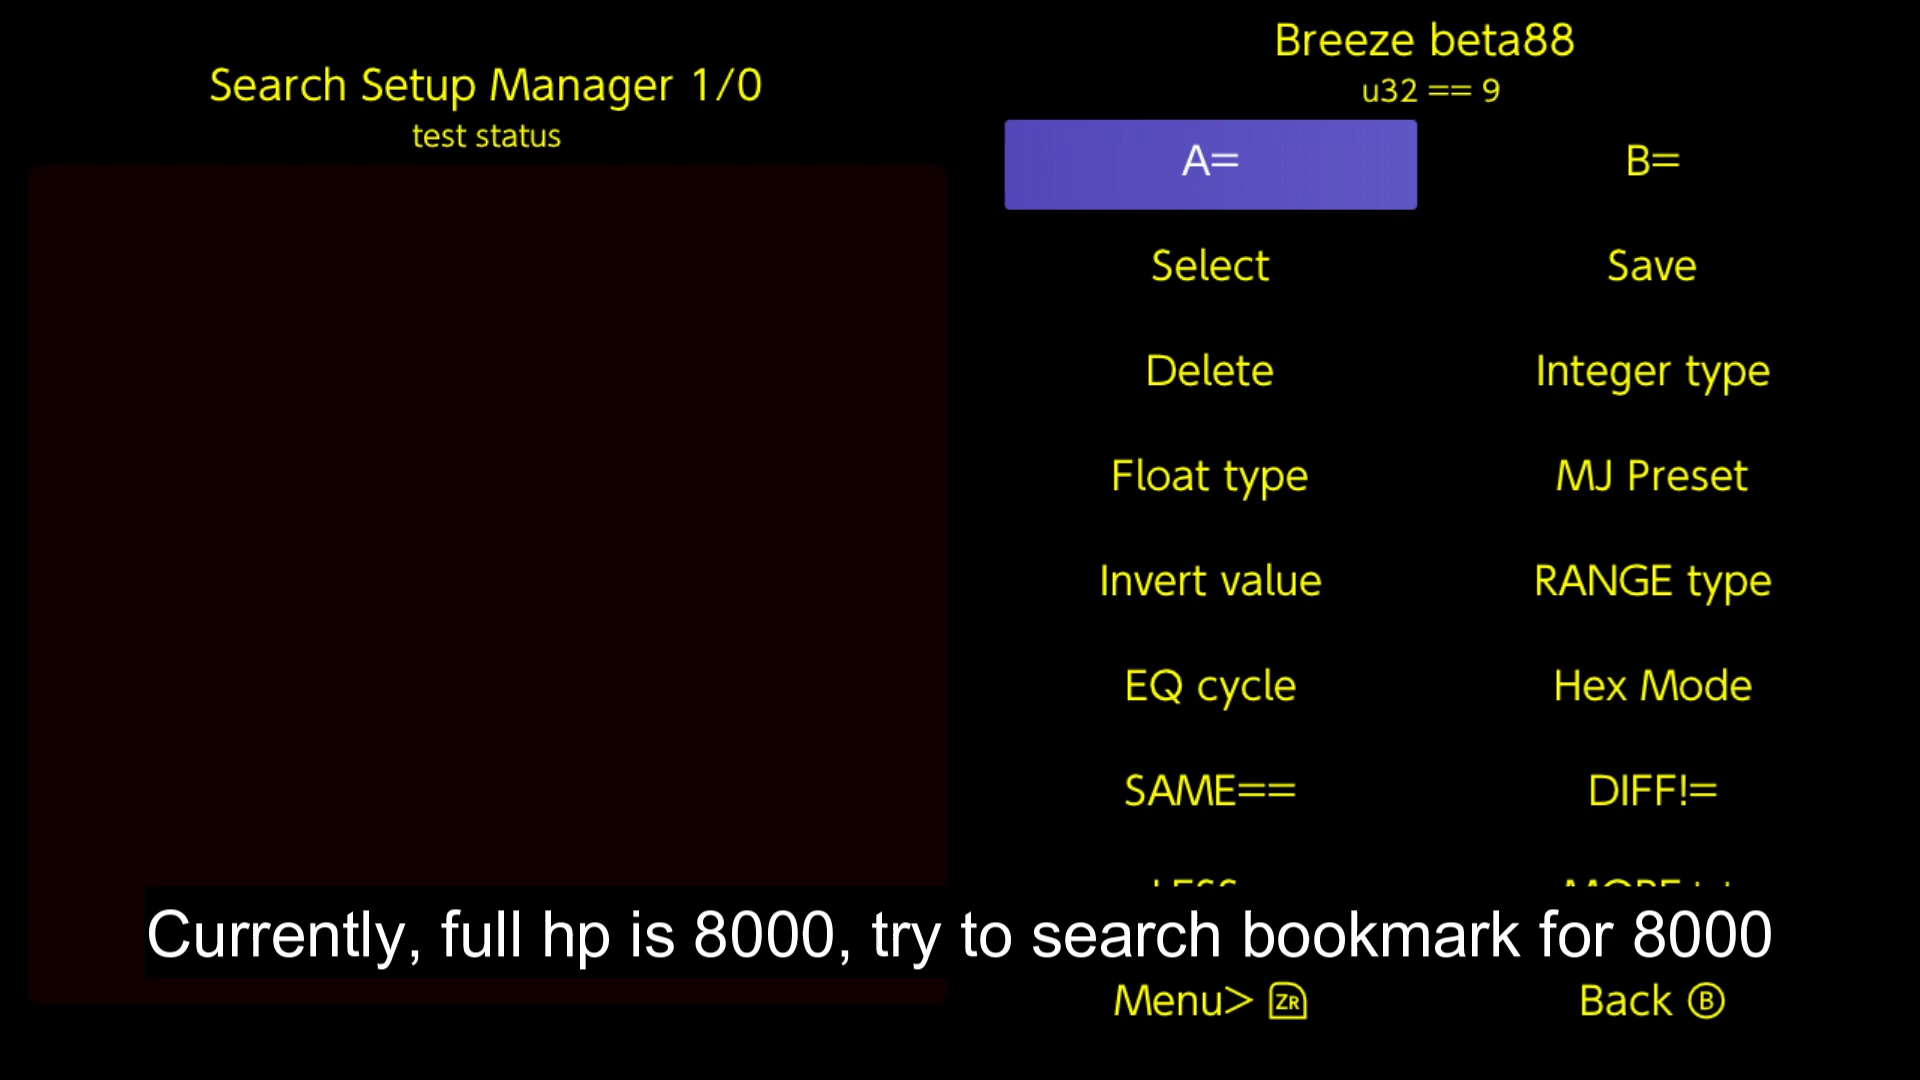 Search Setup Manager 1/0
test status
Breeze beta88
u32 == 9
A=
B=
Select
Save
Delete
Integer type
Float type
MJ Preset
Invert value
RANGE type
EQ cycle
Hex Mode
SAME==
DIFF!=
Currently, full hp is 8000, try to search bookmark for 8000
Menu> ZR
Back B